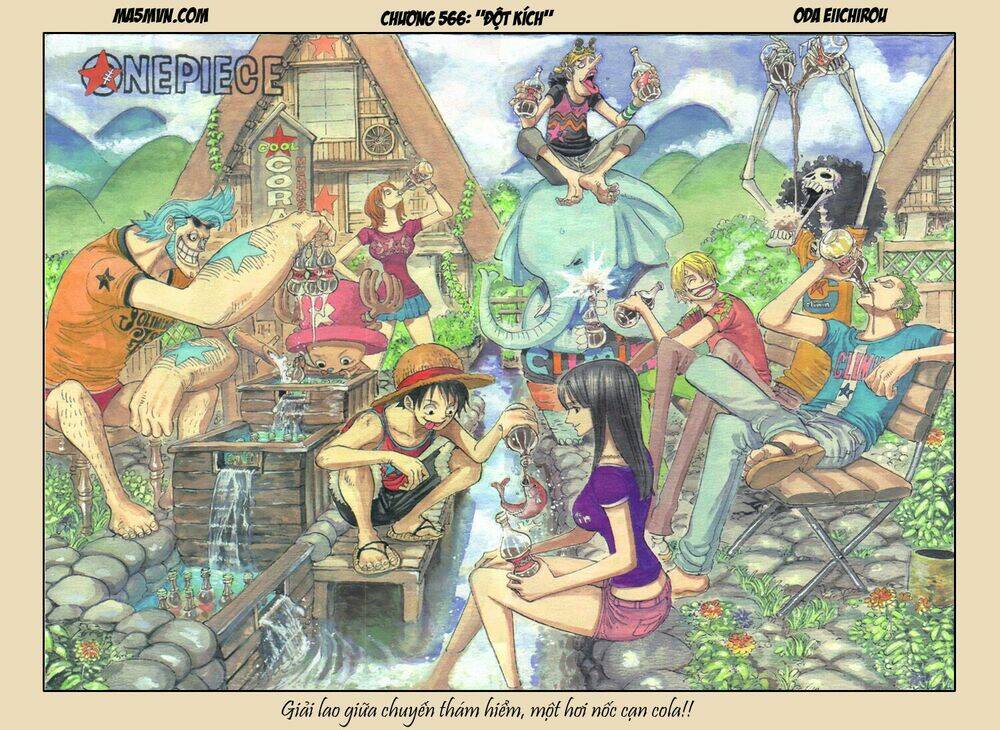 MA5MVN.COM
CHƯƠNG 566: "ĐỘT KÍCH"
ODA EIICHIROU
ONEPIECE
COOL
CORA
Giải lao giữa chuyến thám hiểm, một hơi nốc cạn cola!!